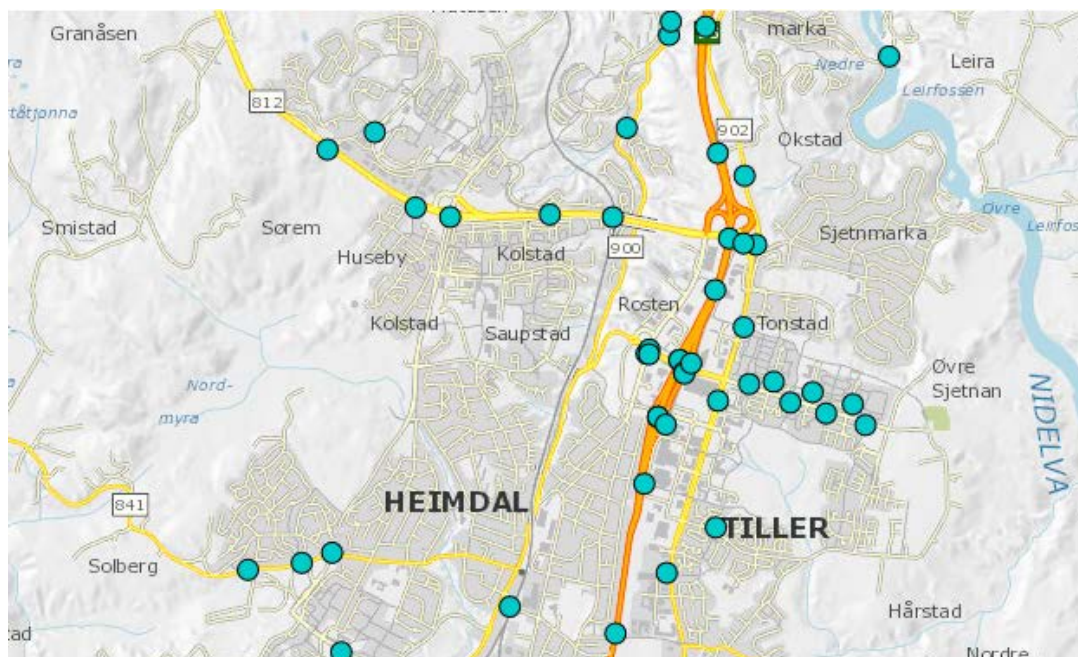 Granåsen
marka
Nedre
Leirfossen
Leira
812
902
Okstad
Smistad
Sørem
Øvre
Huseby
Kolstad
900
Sjetnmarka
Rosten
Kolstad
Saupstad
Tonstad
Nord-
myra
Øvre
Sjetnan
NIDELVA
HEIMDAL
841
TILLER
Solberg
Hårstad
Nordre